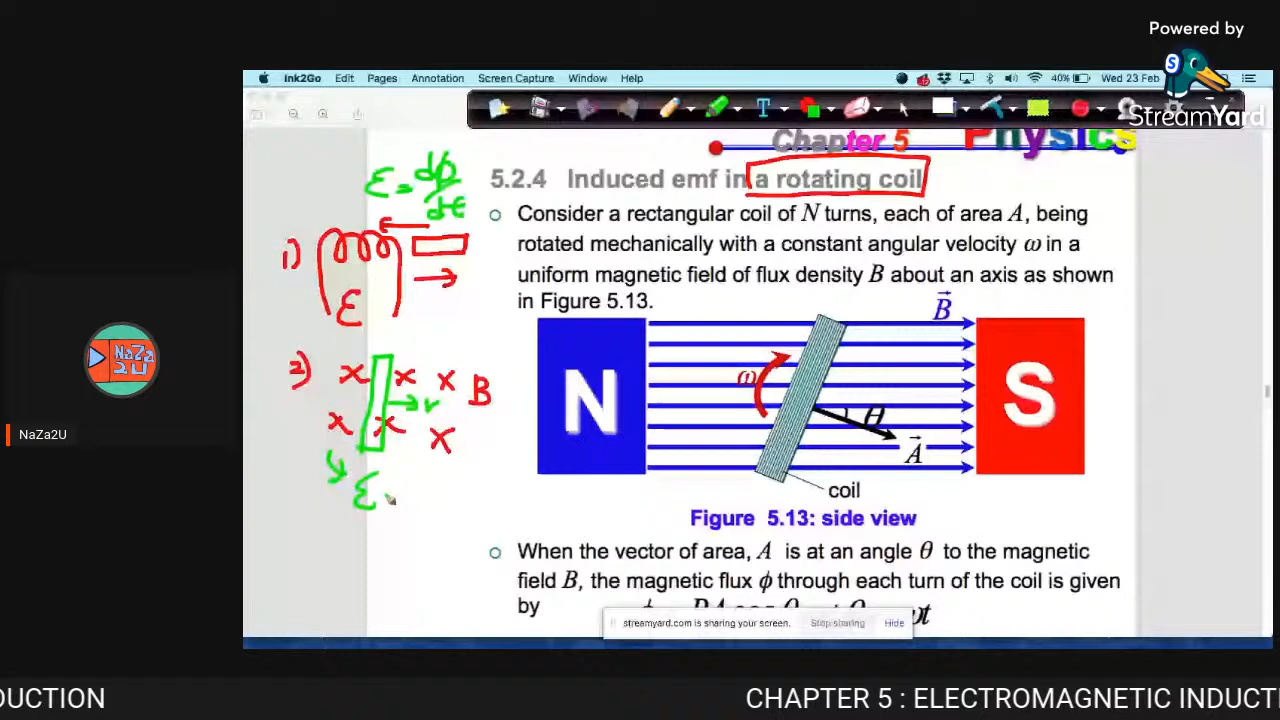 Powered by
StreamYard
Ink2Go Edit Pages Annotation Screen Capture Window Help 40% Wed 23 Feb
Chapter 5 Physics
5.2.4 Induced emf in a rotating coil
Consider a rectangular coil of N turns, each of area A, being
rotated mechanically with a constant angular velocity ω in a
uniform magnetic field of flux density B about an axis as shown
in Figure 5.13.
ε = dφ/dt
1)
ε
2) x x x B
v
x x x
ε
N
B⃗
S
ω
θ
A⃗
coil
Figure 5.13: side view
When the vector of area, A is at an angle θ to the magnetic
field B, the magnetic flux ϕ through each turn of the coil is given
by
streamyard.com is sharing your screen. Stop sharing Hide
NaZa
2U
NaZa2U
DUCTION CHAPTER 5 : ELECTROMAGNETIC INDUCTI